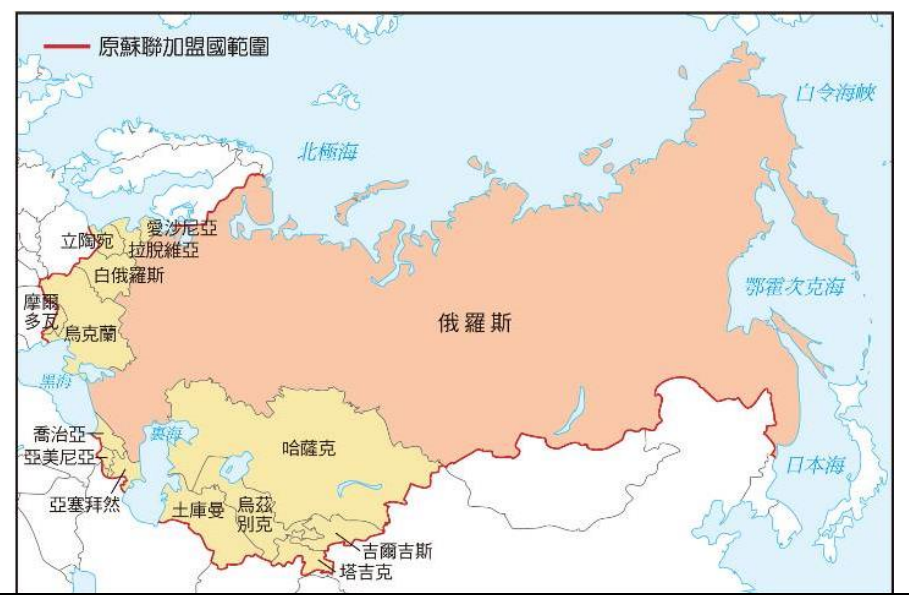 原蘇聯加盟國範圍
白令海峽
北極海
愛沙尼亞
立陶宛
拉脫維亞
白俄羅斯
鄂霍次克海
摩爾
多瓦
俄羅斯
烏克蘭
黑海
喬治亞
裏海
哈薩克
亞美尼亞
日本海
亞塞拜然
土庫曼
烏茲
別克
吉爾吉斯
塔吉克